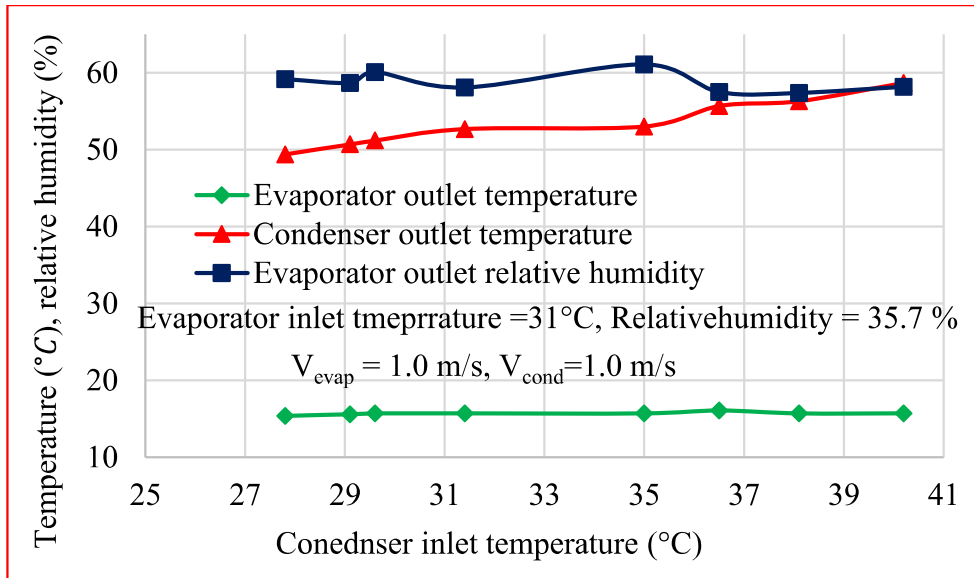 Temperature (°C), relative humidity (%)
60
50
40
30
20
10
Evaporator outlet temperature
Condenser outlet temperature
Evaporator outlet relative humidity
Evaporator inlet tmeprrature =31°C, Relativehumidity = 35.7 %
V_evap = 1.0 m/s, V_cond=1.0 m/s
25 27 29 31 33 35 37 39 41
Conednser inlet temperature (°C)